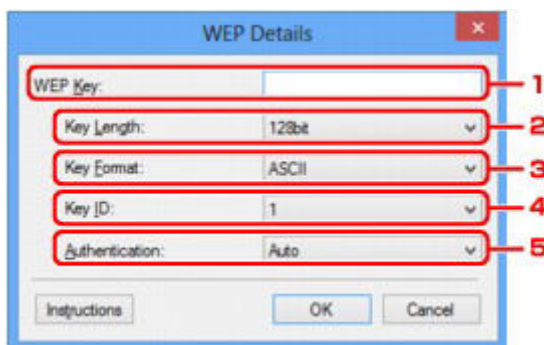 WEP Details
WEP Key: 1
Key Length: 128bit 2
Key Format: ASCII 3
Key ID: 1 4
Authentication: Auto 5
Instructions OK Cancel